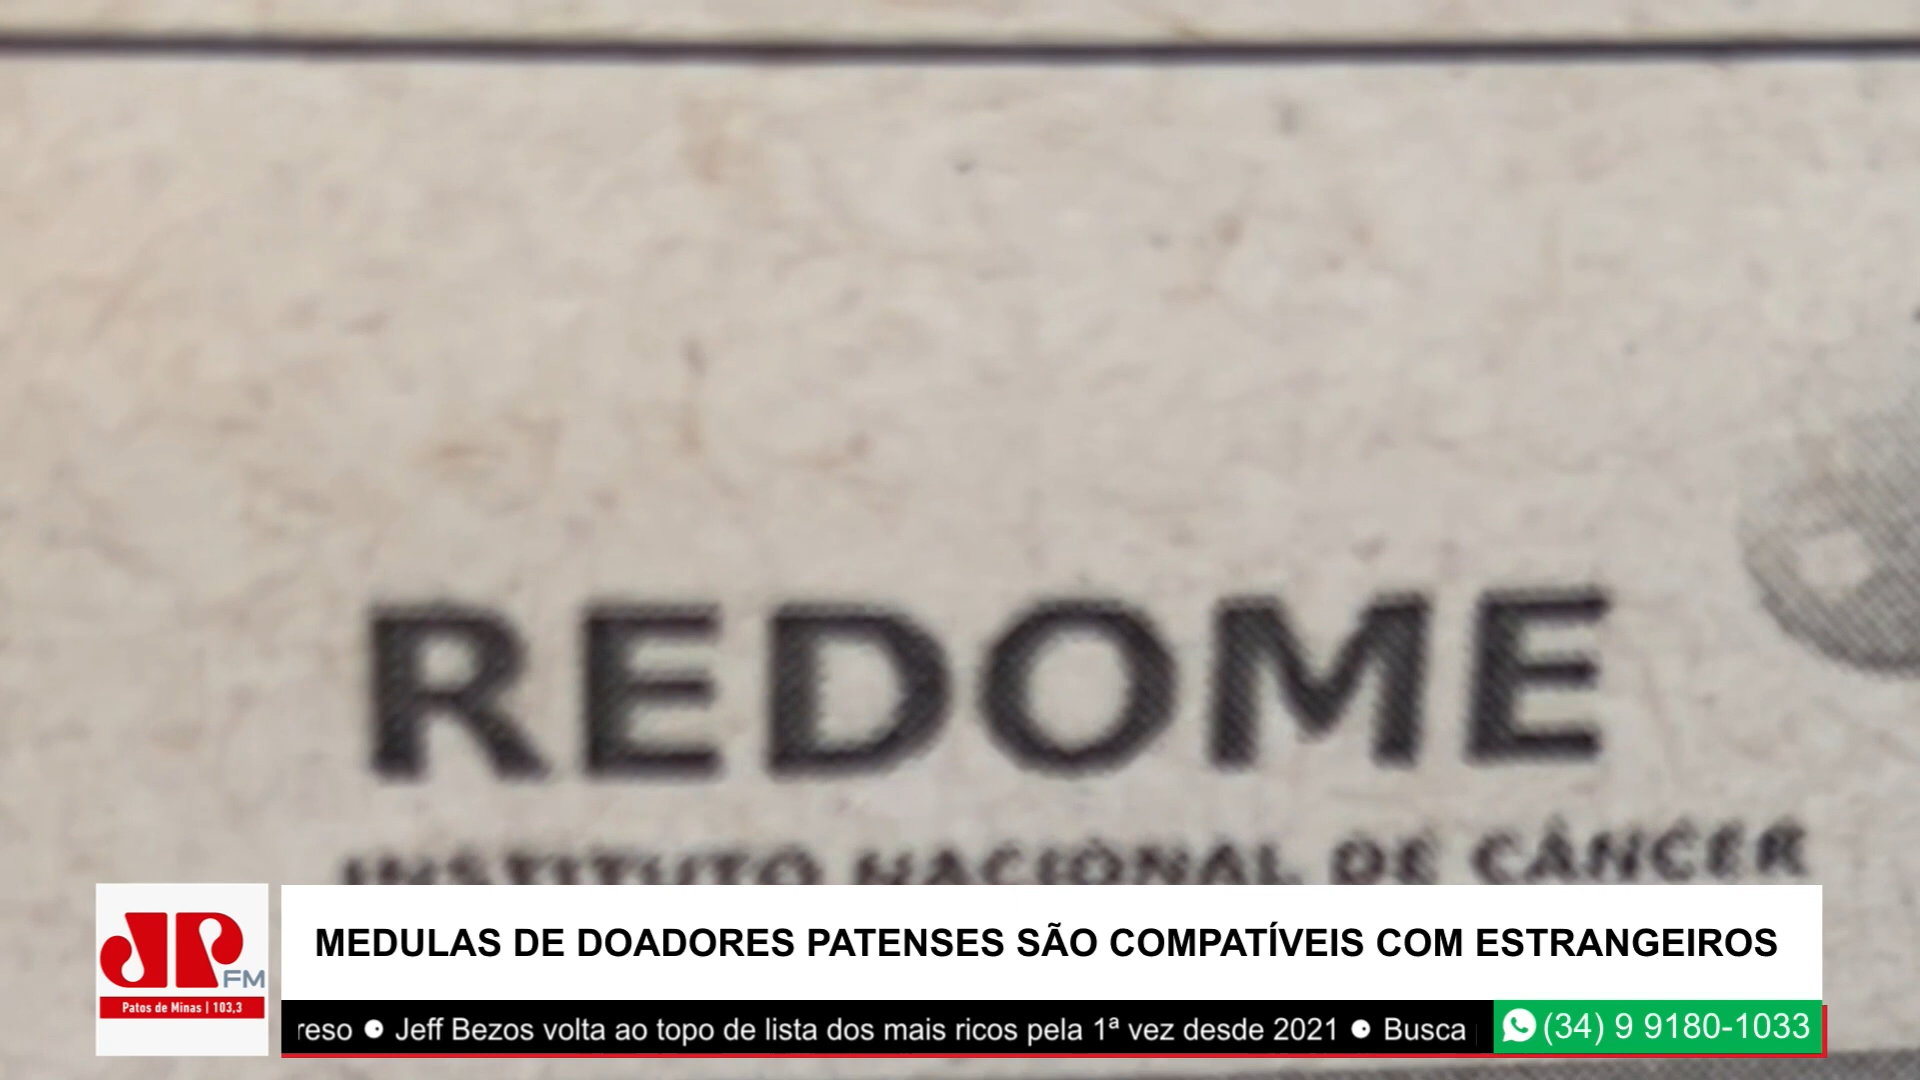 REDOME
INSTITUTO NACIONAL DE CÂNCER
MEDULAS DE DOADORES PATENSES SÃO COMPATÍVEIS COM ESTRANGEIROS
JP FM
Patos de Minas | 103,3
reso • Jeff Bezos volta ao topo de lista dos mais ricos pela 1ª vez desde 2021 • Busca
(34) 9 9180-1033